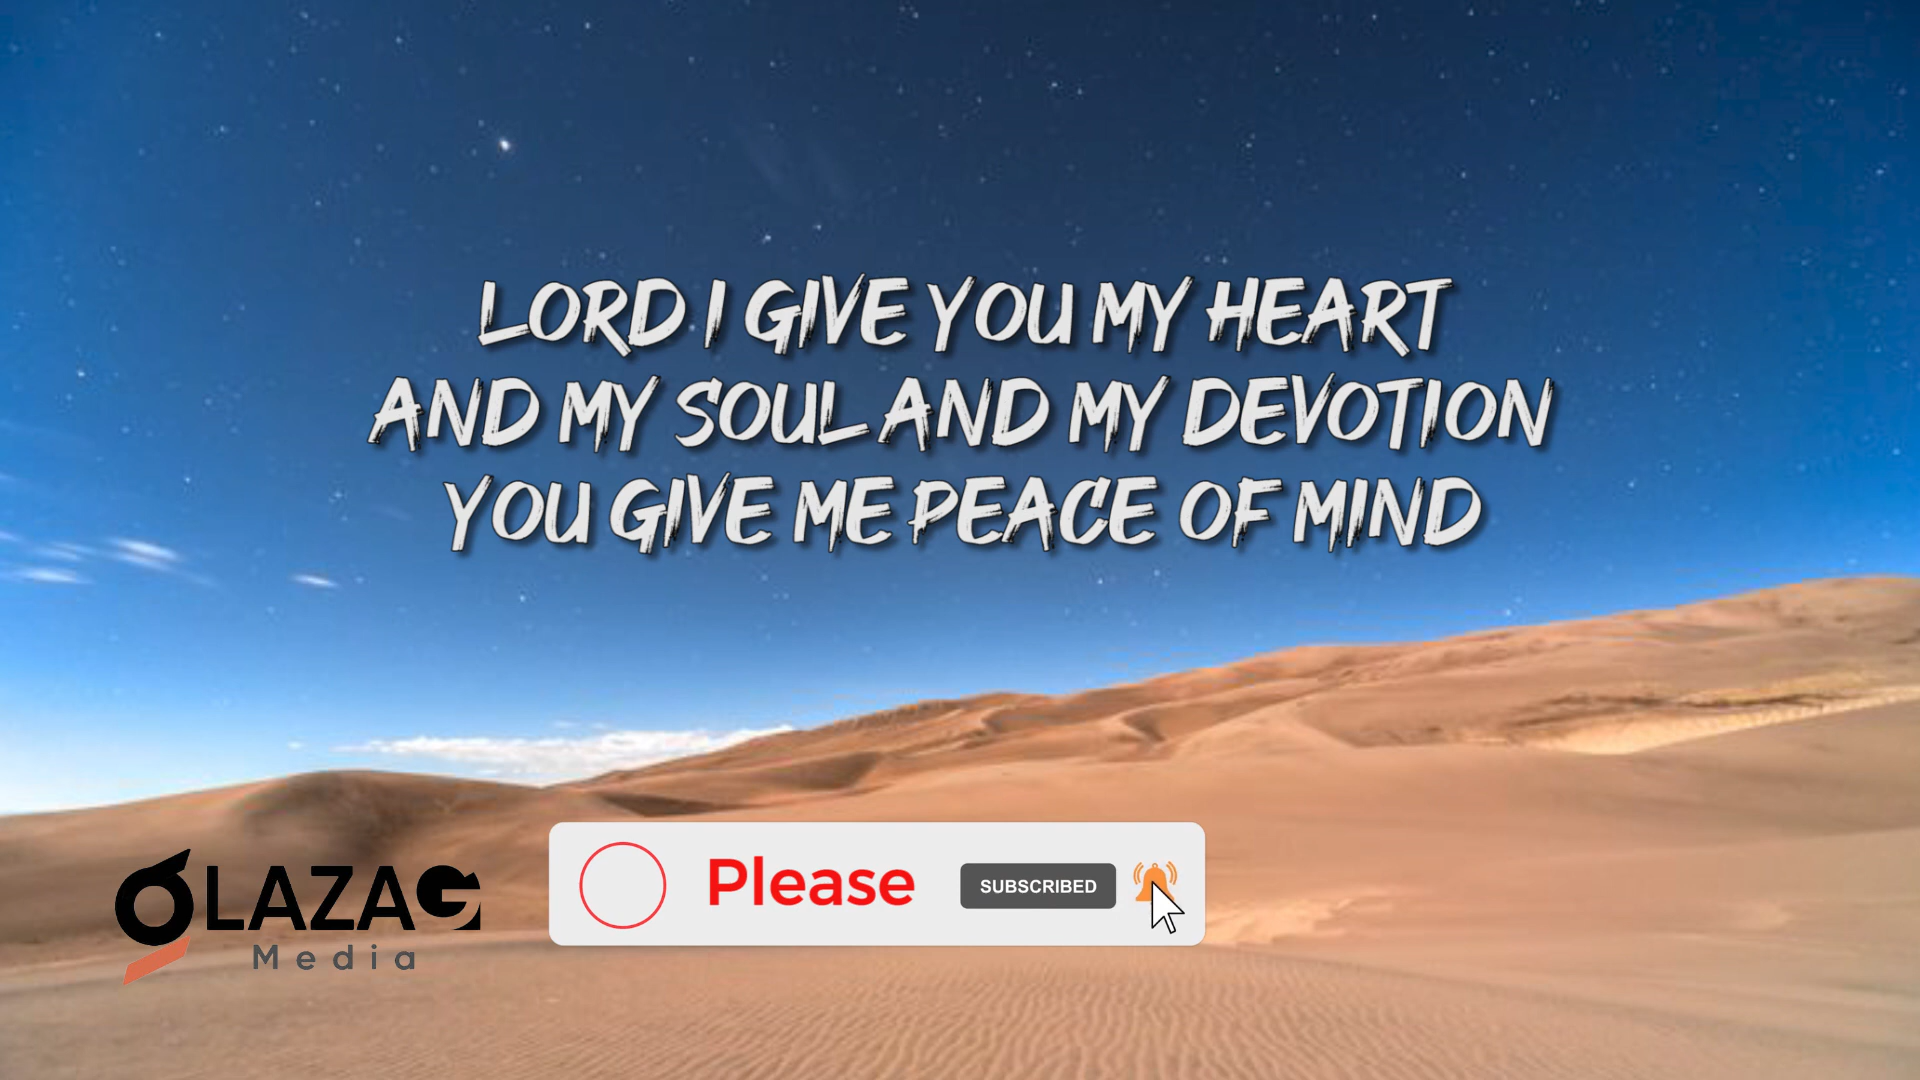 LORD I GIVE YOU MY HEART
AND MY SOUL AND MY DEVOTION
YOU GIVE ME PEACE OF MIND
GLAZAG
Media
Please
SUBSCRIBED